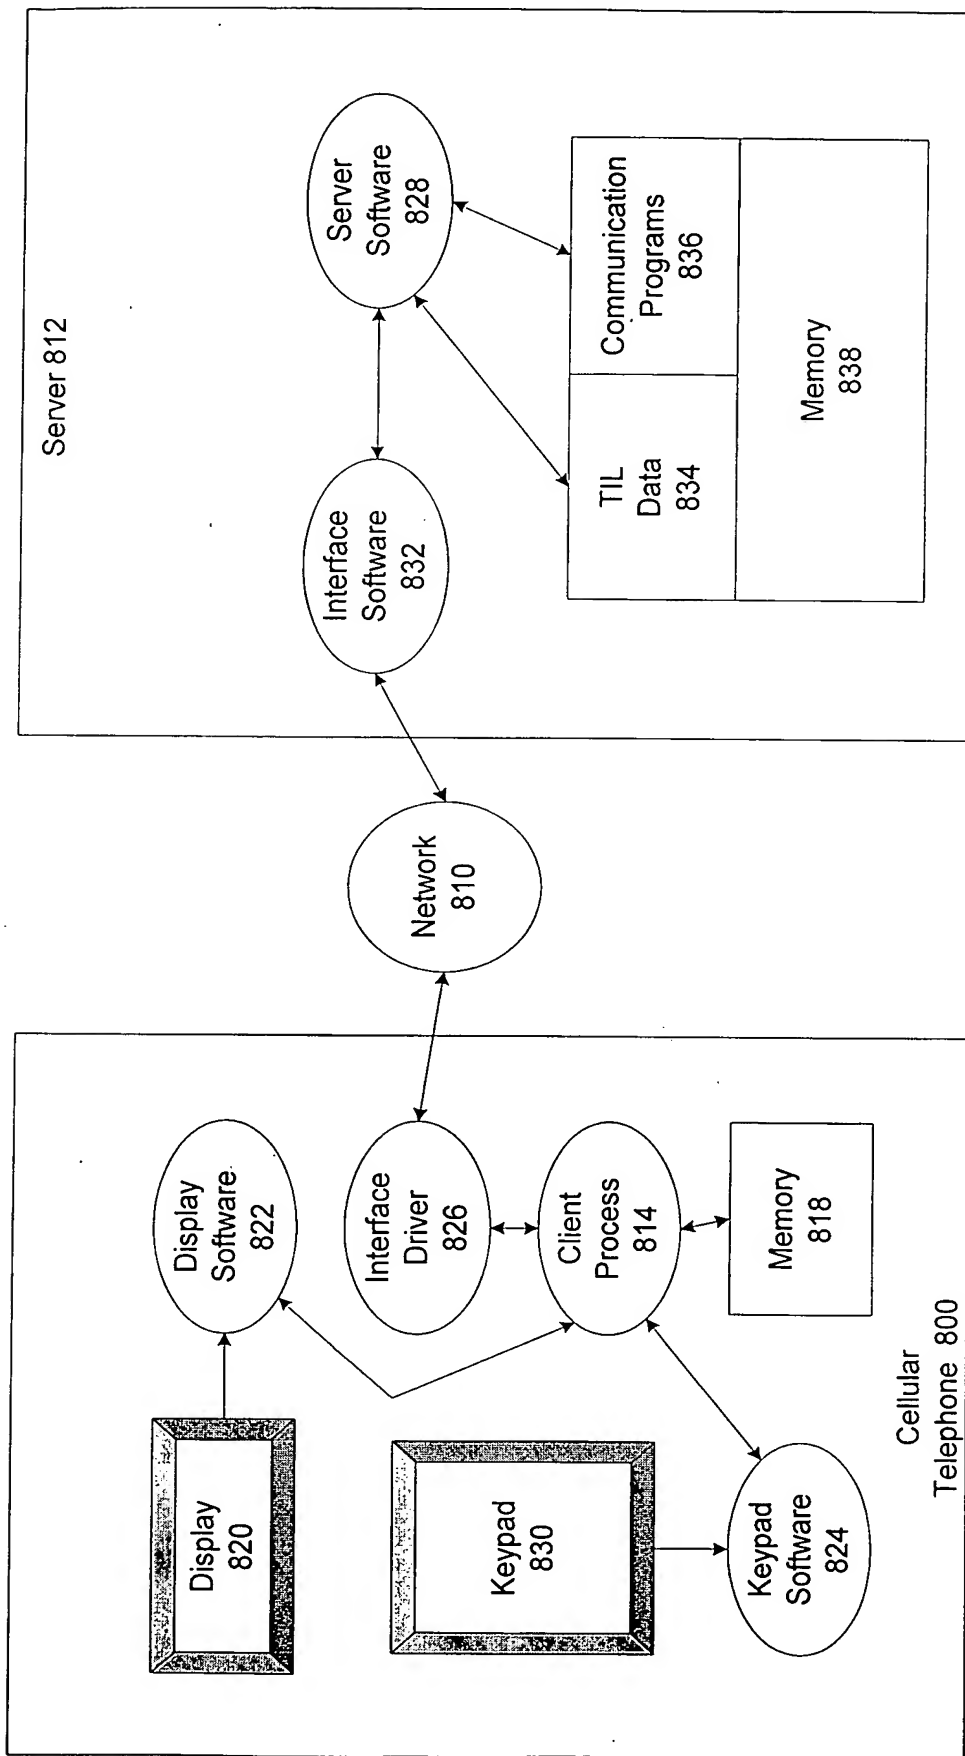 Server 812
Server
Software
828
Interface
Software
832
Communication
Programs
836
TIL
Data
834
Memory
838
Network
810
Display
Software
822
Interface
Driver
826
Client
Process
814
Memory
818
Display
820
Keypad
830
Keypad
Software
824
Cellular
Telephone 800